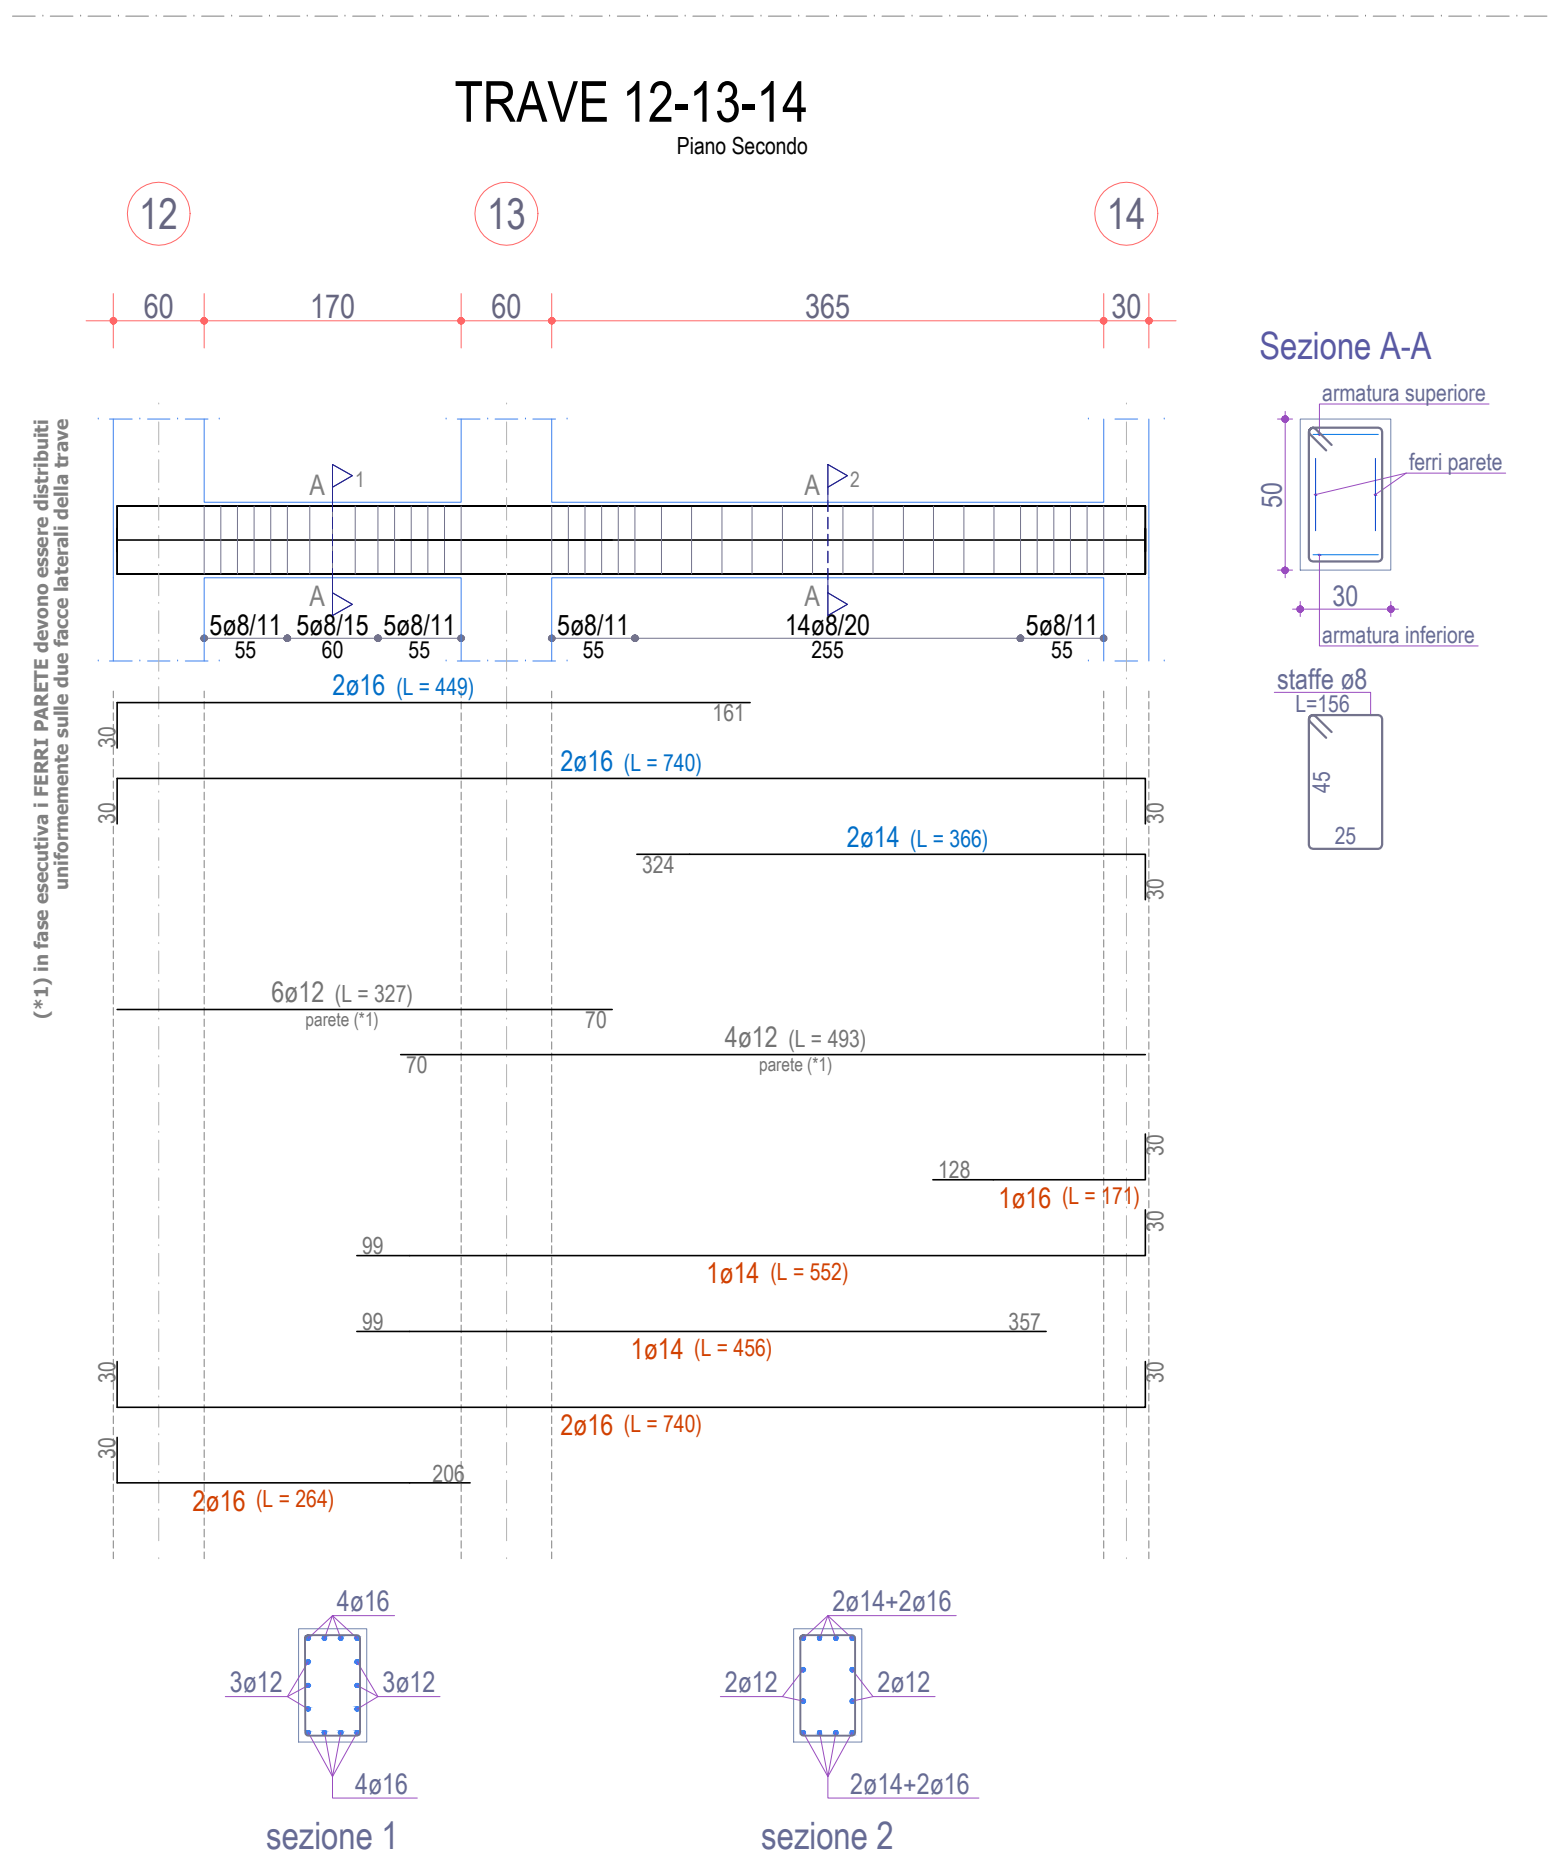 TRAVE 12-13-14
Piano Secondo
12
13
14
60
170
60
365
30
Sezione A-A
armatura superiore
ferri parete
50
30
armatura inferiore
staffe ø8
L=156
45
25
(*1) in fase esecutiva i FERRI PARETE devono essere distribuiti
uniformemente sulle due facce laterali della trave
A
1
A
2
A
A
5ø8/11
5ø8/15
5ø8/11
5ø8/11
14ø8/20
5ø8/11
55
60
55
55
255
55
2ø16 (L = 449)
161
30
2ø16 (L = 740)
30
30
2ø14 (L = 366)
324
30
6ø12 (L = 327)
parete (*1)
70
4ø12 (L = 493)
70
parete (*1)
30
128
1ø16 (L = 171)
30
99
1ø14 (L = 552)
99
357
1ø14 (L = 456)
30
30
2ø16 (L = 740)
30
206
2ø16 (L = 264)
4ø16
3ø12
3ø12
4ø16
sezione 1
2ø14+2ø16
2ø12
2ø12
2ø14+2ø16
sezione 2